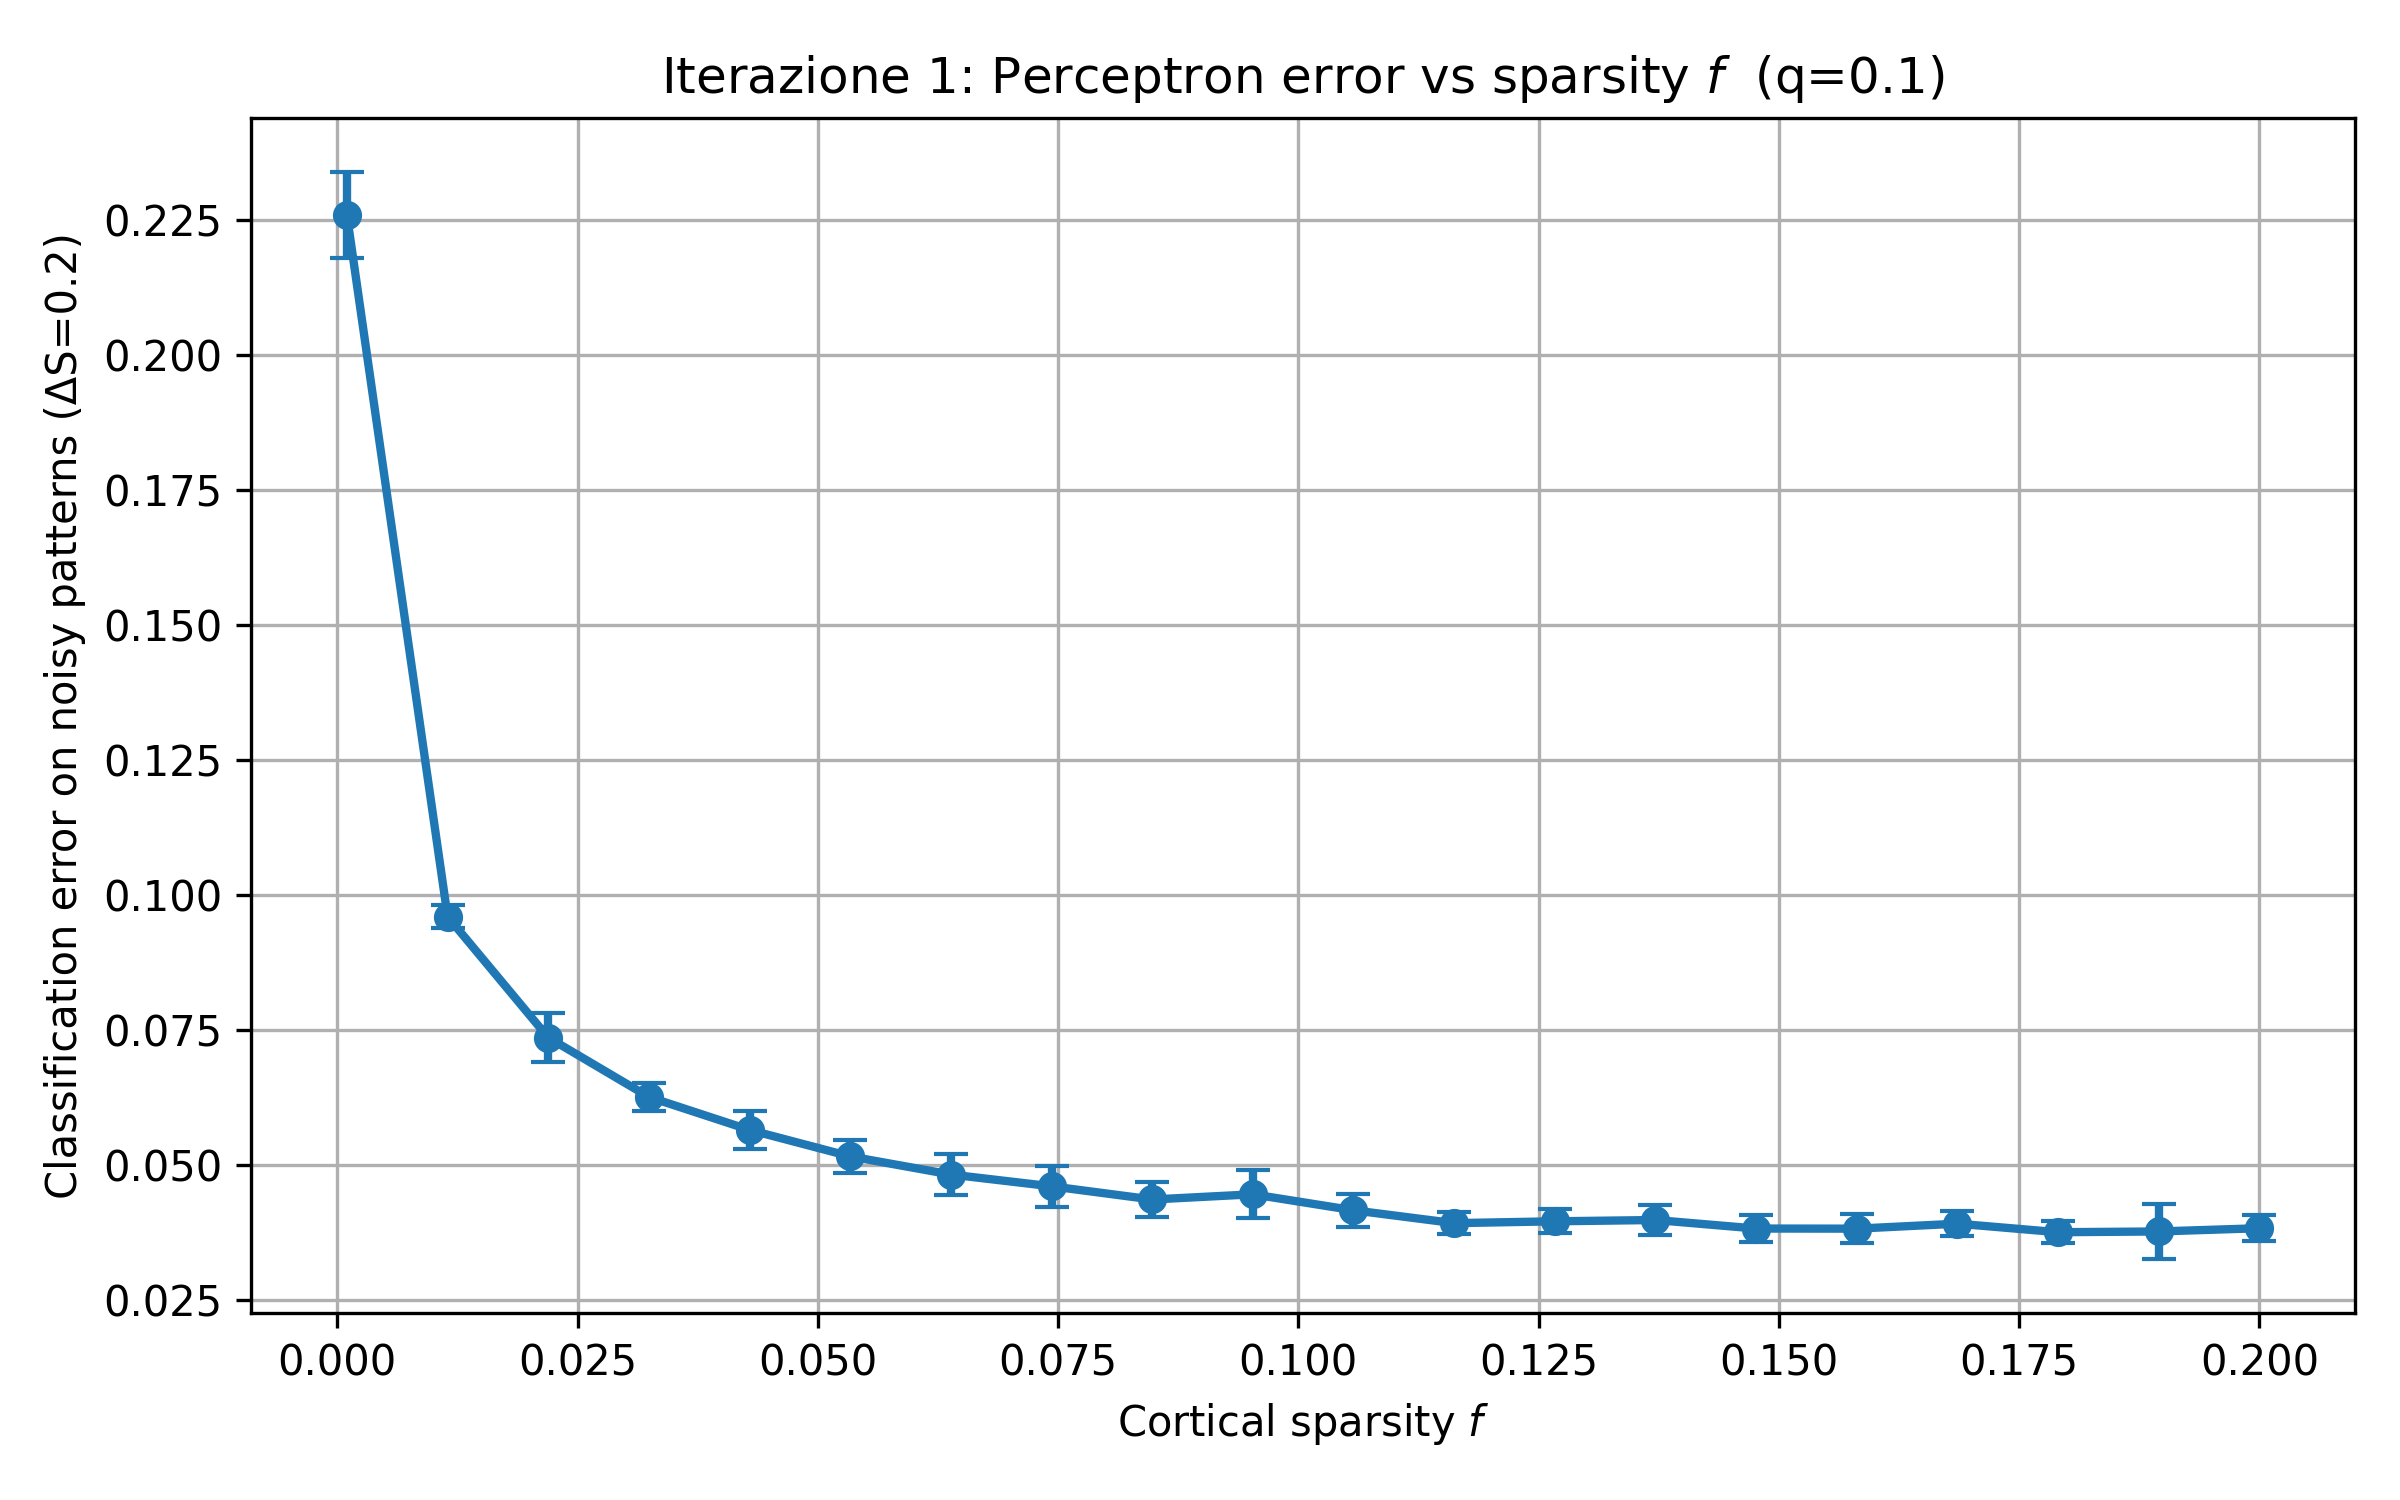 Iterazione 1: Perceptron error vs sparsity f (q=0.1)
Classification error on noisy patterns (ΔS=0.2)
0.225
0.200
0.175
0.150
0.125
0.100
0.075
0.050
0.025
0.000 0.025 0.050 0.075 0.100 0.125 0.150 0.175 0.200
Cortical sparsity f